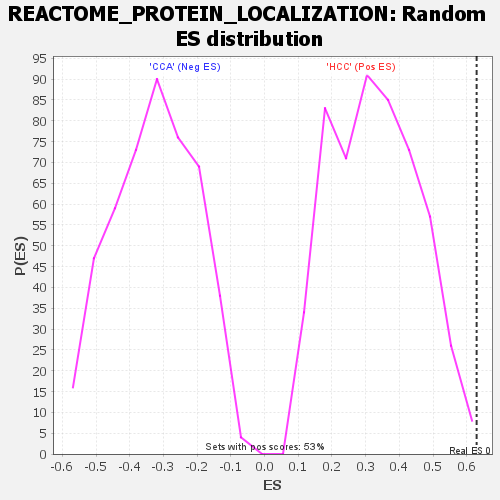 REACTOME_PROTEIN_LOCALIZATION: Random
ES distribution
'CCA' (Neg ES)
'HCC' (Pos ES)
95
90
85
80
75
70
65
60
55
50
45
40
35
30
25
20
15
10
5
0
P(ES)
Sets with pos scores: 53%
Real ES 0
-0.6 -0.5 -0.4 -0.3 -0.2 -0.1 0.0 0.1 0.2 0.3 0.4 0.5 0.6
ES